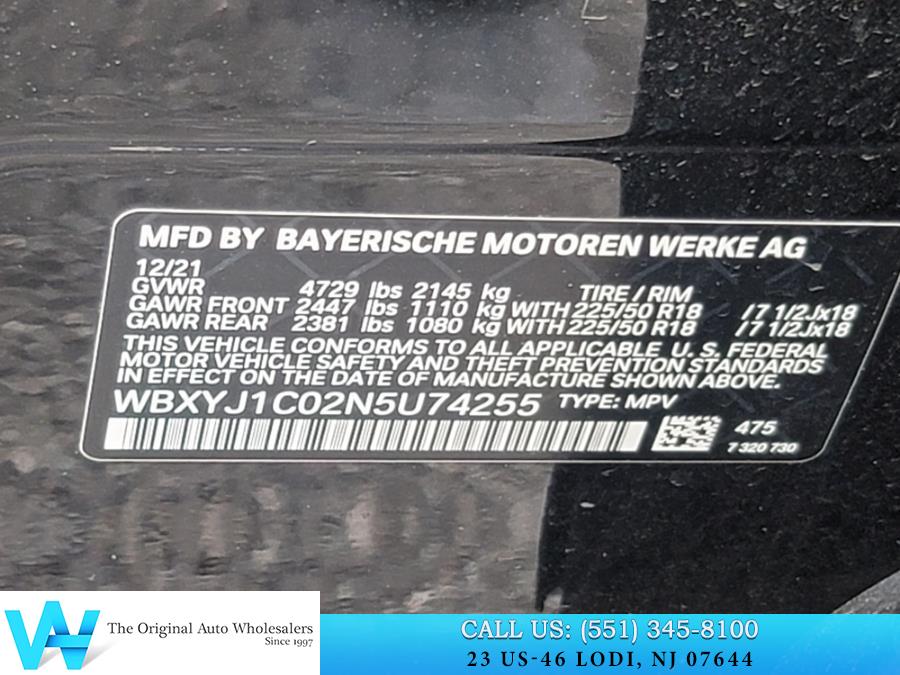 MFD BY BAYERISCHE MOTOREN WERKE AG
12/21
GVWR 4729 lbs 2145 kg TIRE / RIM
GAWR FRONT 2447 lbs 1110 kg WITH 225/50 R18 /7 1/2Jx18
GAWR REAR 2381 lbs 1080 kg WITH 225/50 R18 /7 1/2Jx18
THIS VEHICLE CONFORMS TO ALL APPLICABLE U. S. FEDERAL
MOTOR VEHICLE SAFETY AND THEFT PREVENTION STANDARDS
IN EFFECT ON THE DATE OF MANUFACTURE SHOWN ABOVE.
WBXYJ1C02N5U74255 TYPE: MPV
475
7 320 730
W
The Original Auto Wholesalers
Since 1997
CALL US: (551) 345-8100
23 US-46 LODI, NJ 07644